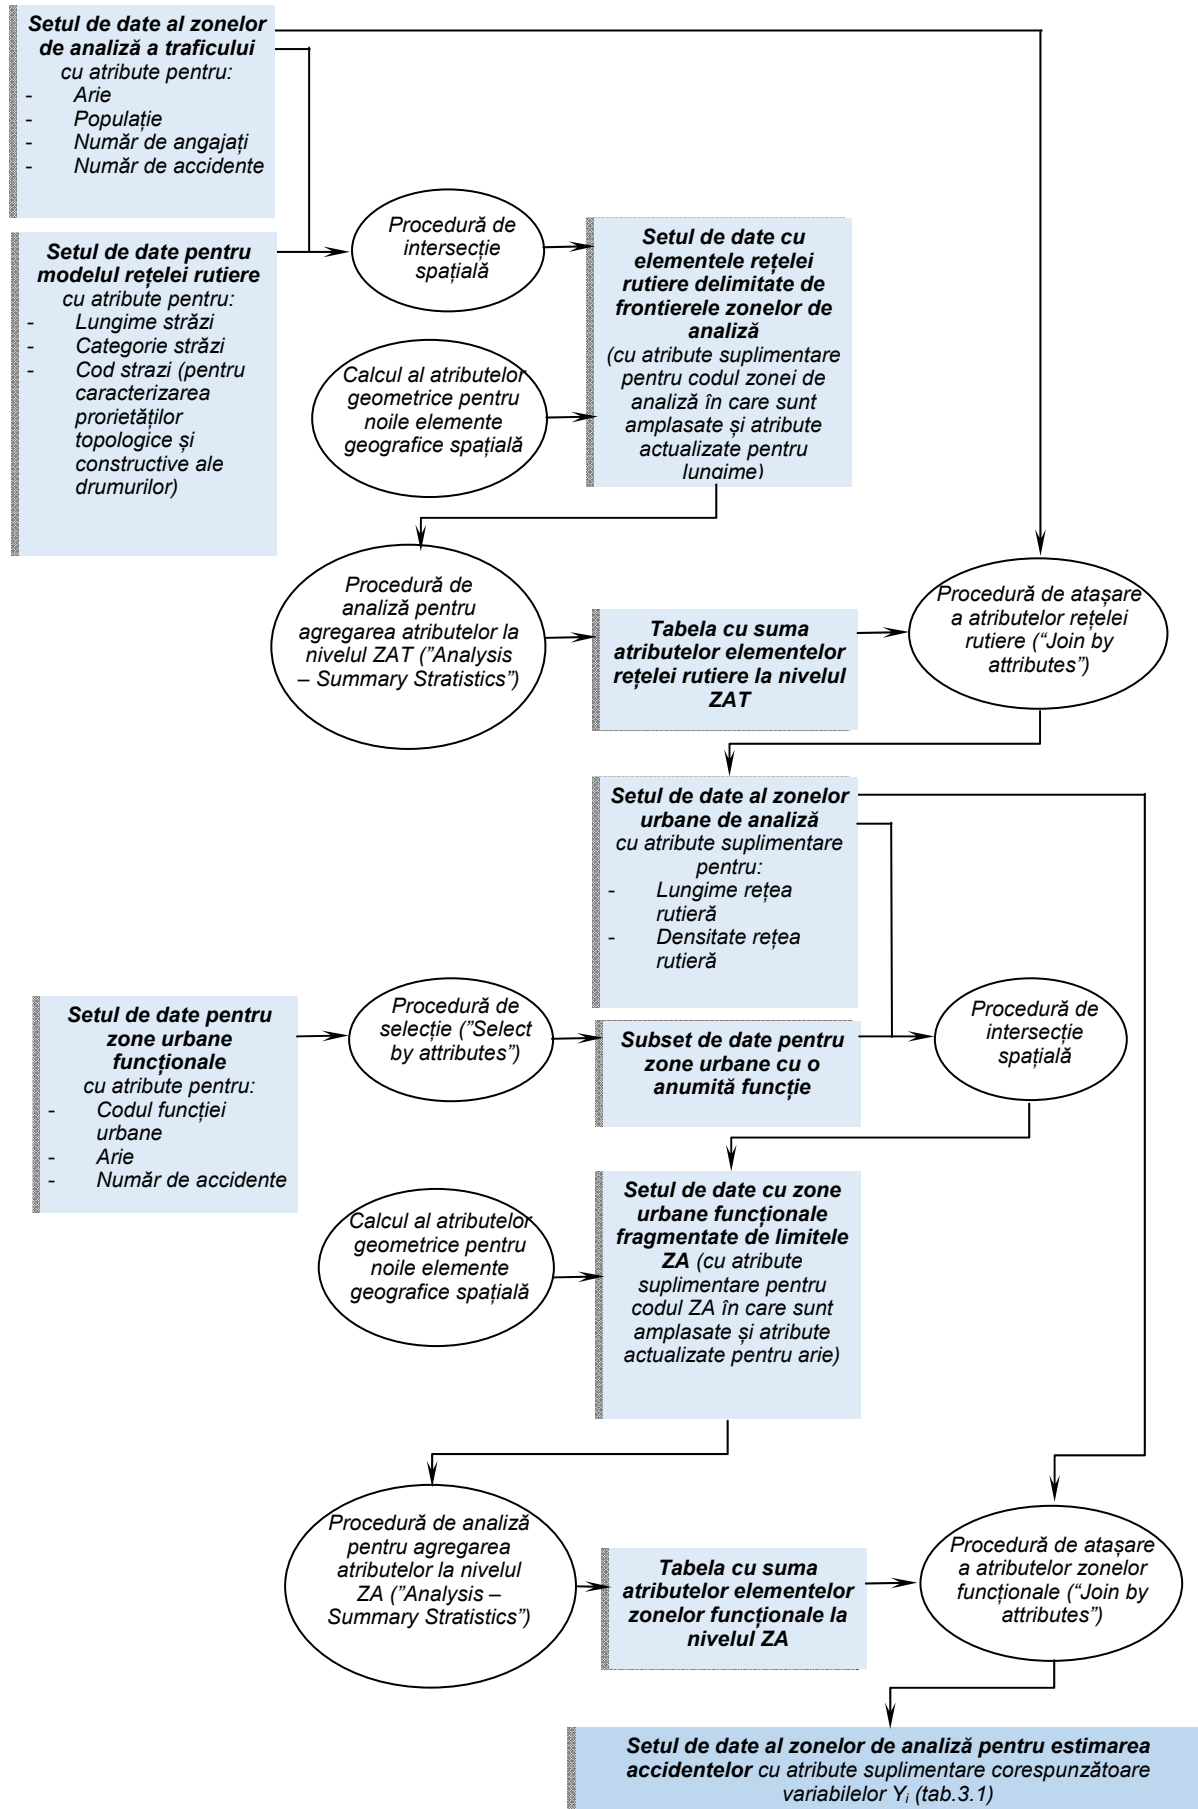 Setul de date al zonelor
de analiză a traficului
cu atribute pentru:
- Arie
- Populație
- Număr de angajați
- Număr de accidente
Setul de date pentru
modelul rețelei rutiere
cu atribute pentru:
- Lungime străzi
- Categorie străzi
- Cod strazi (pentru
caracterizarea
prorietăților
topologice și
constructive ale
drumurilor)
Procedură de
intersecție
spațială
Calcul al atributelor
geometrice pentru
noile elemente
geografice spațială
Setul de date cu
elementele rețelei
rutiere delimitate de
frontierele zonelor de
analiză
(cu atribute suplimentare
pentru codul zonei de
analiză în care sunt
amplasate și atribute
actualizate pentru
lungime)
Procedură de
analiză pentru
agregarea atributelor la
nivelul ZAT (”Analysis
– Summary Stratistics”)
Tabela cu suma
atributelor elementelor
rețelei rutiere la nivelul
ZAT
Procedură de atașare
a atributelor rețelei
rutiere (“Join by
attributes”)
Setul de date al zonelor
urbane de analiză
cu atribute suplimentare
pentru:
- Lungime rețea
rutieră
- Densitate rețea
rutieră
Setul de date pentru
zone urbane
funcționale
cu atribute pentru:
- Codul funcției
urbane
- Arie
- Număr de accidente
Procedură de
selecție (”Select
by attributes”)
Subset de date pentru
zone urbane cu o
anumită funcție
Procedură de
intersecție
spațială
Calcul al atributelor
geometrice pentru
noile elemente
geografice spațială
Setul de date cu zone
urbane funcționale
fragmentate de limitele
ZA (cu atribute
suplimentare pentru
codul ZA în care sunt
amplasate și atribute
actualizate pentru arie)
Procedură de analiză
pentru agregarea
atributelor la nivelul
ZA (”Analysis –
Summary Stratistics”)
Tabela cu suma
atributelor elementelor
zonelor funcționale la
nivelul ZA
Procedură de atașare
a atributelor zonelor
funcționale (“Join by
attributes”)
Setul de date al zonelor de analiză pentru estimarea
accidentelor cu atribute suplimentare corespunzătoare
variabilelor Yi (tab.3.1)